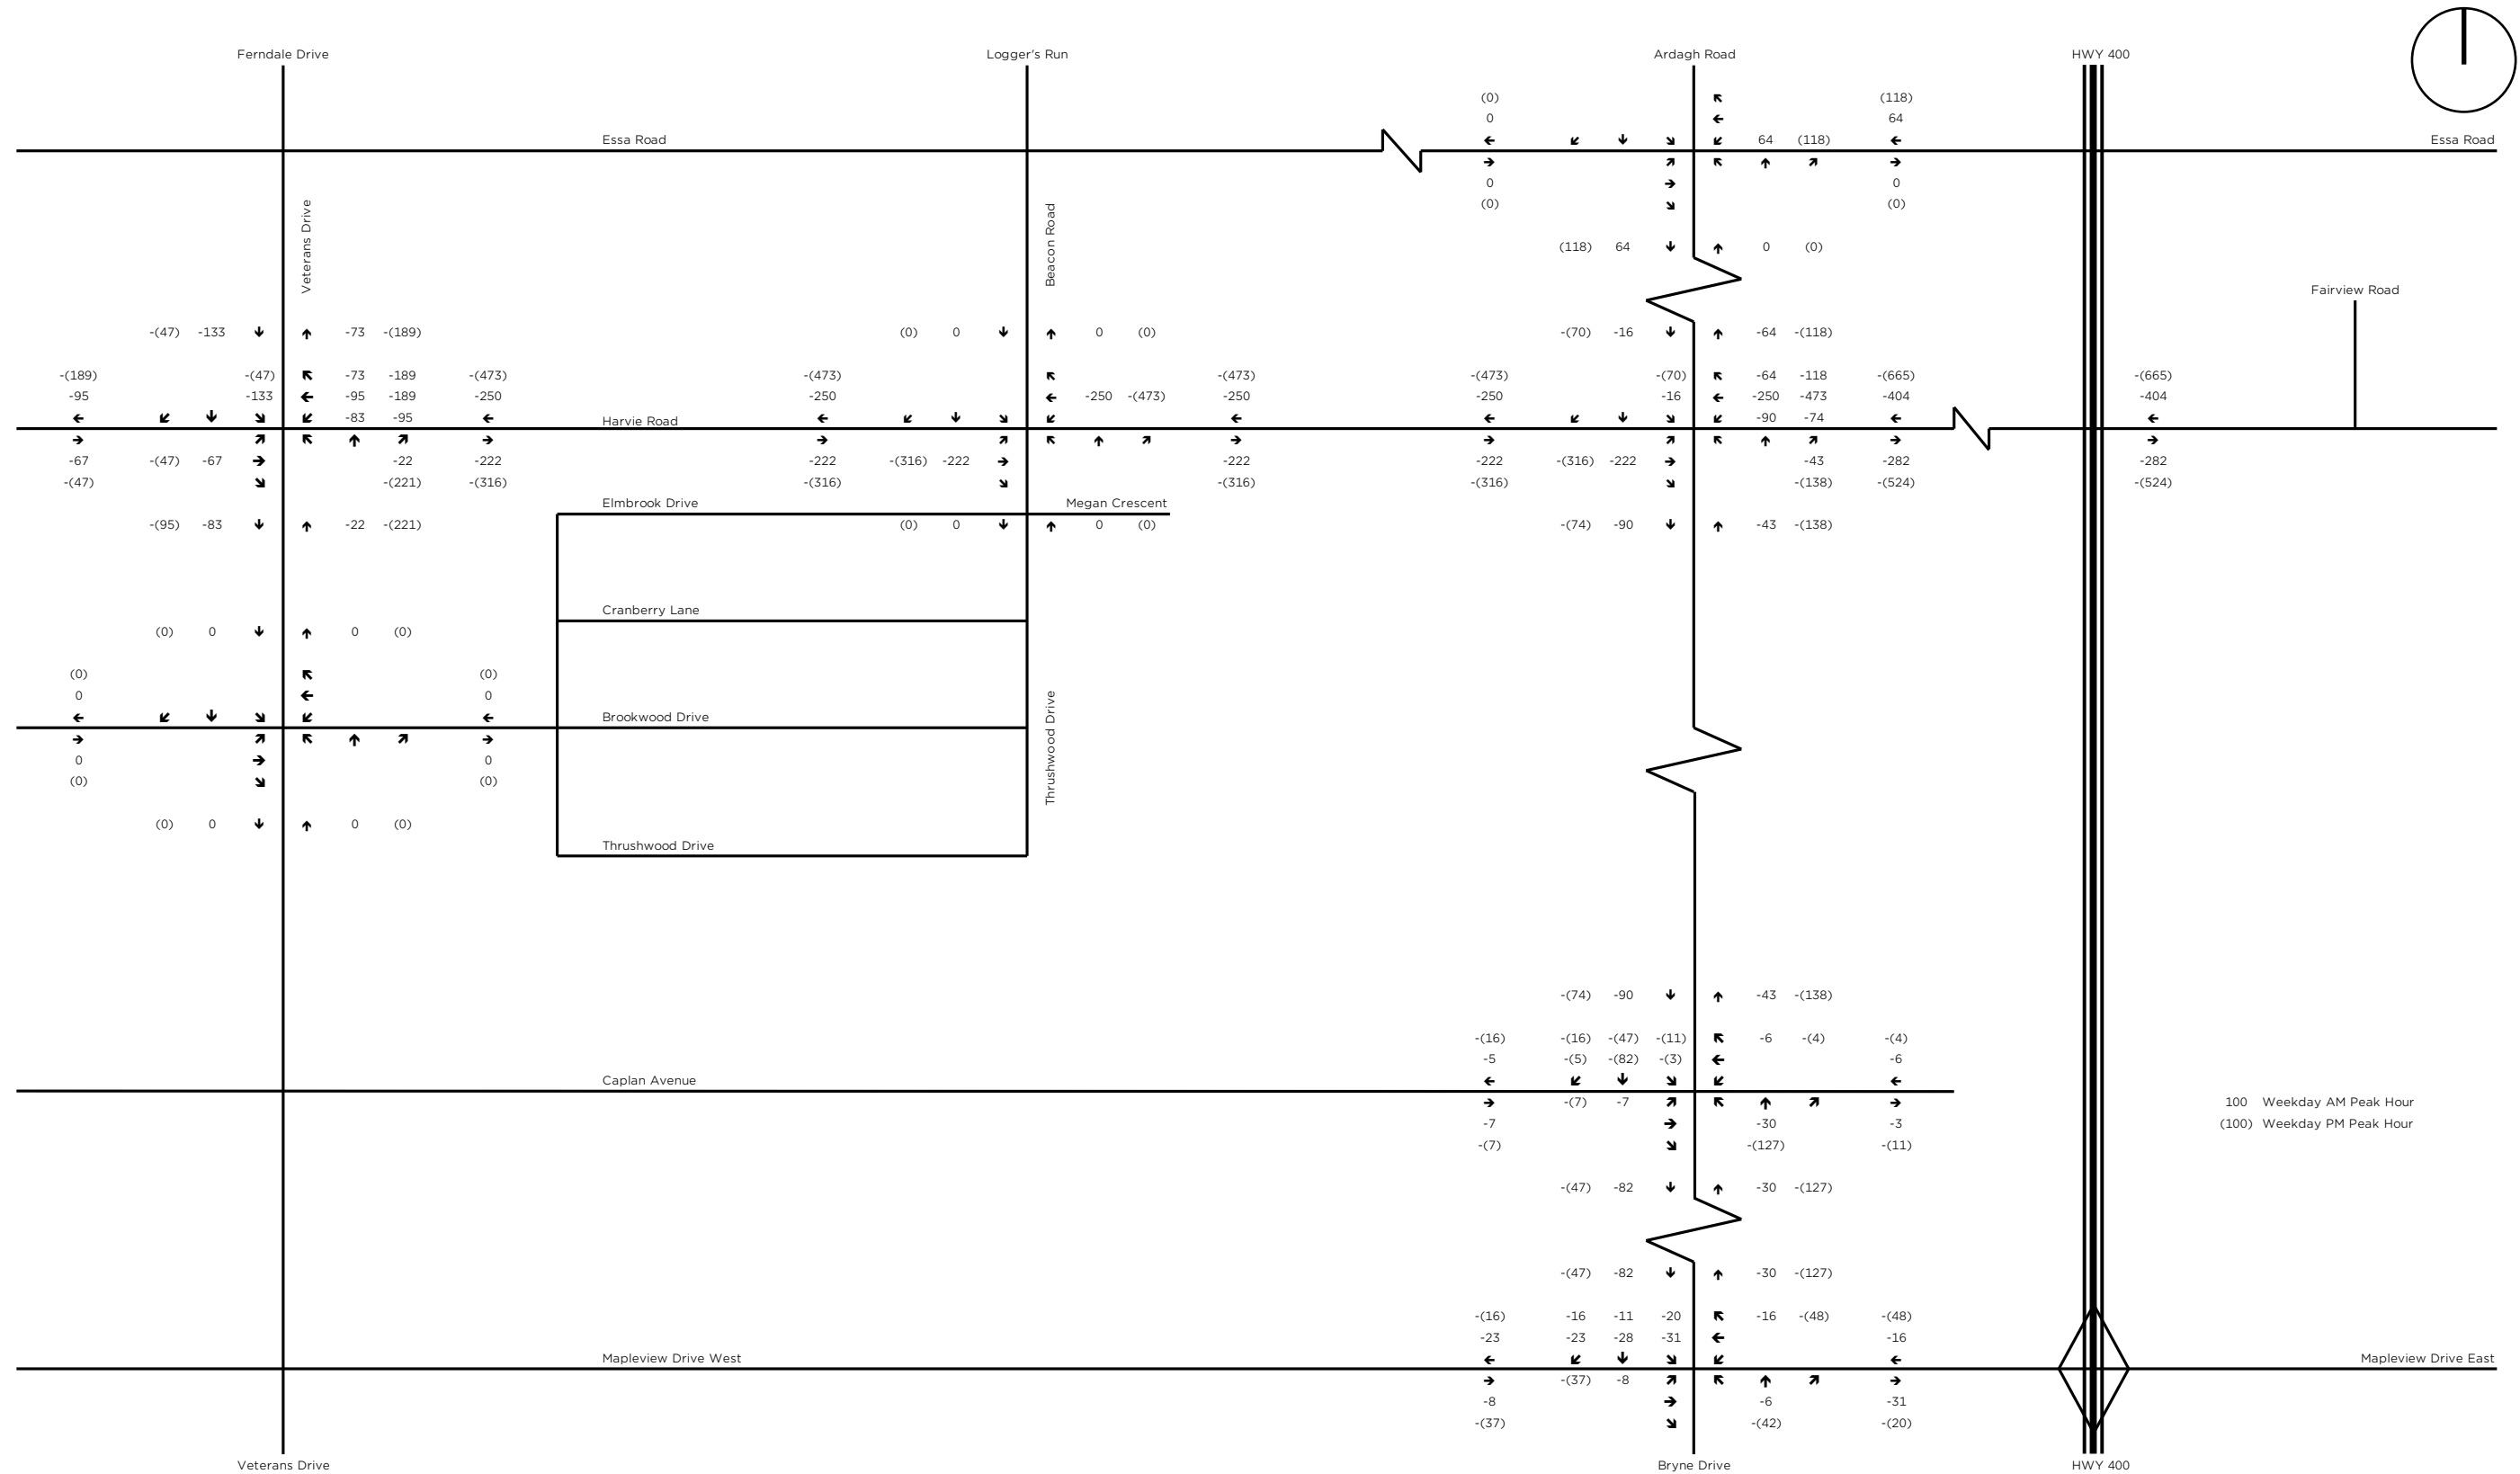 Ferndale Drive Logger's Run Ardagh Road HWY 400
(0) (118)
0 64
Essa Road 64 (118) Essa Road
0 0
(0) (0)
Veterans Drive
Beacon Road
(118) 64 0 (0)
Fairview Road
-(47) -133 -73 -(189) (0) 0 0 (0) -(70) -16 -64 -(118)
-(189) -(47) -73 -189 -(473) -(473) -(473) -(473) -(70) -64 -118 -(665) -(665)
-95 -133 -95 -189 -250 -250 -250 -(473) -250 -250 -16 -250 -473 -404 -404
Harvie Road -83 -95 -90 -74
-67 -(47) -67 -22 -222 -222 -(316) -222 -222 -222 -(316) -222 -43 -282 -282
-(47) -(221) -(316) -(316) -(316) -(316) -(138) -(524) -(524)
Elmbrook Drive Megan Crescent
-(95) -83 -22 -(221) (0) 0 0 (0) -(74) -90 -43 -(138)
Cranberry Lane
(0) 0 0 (0)
(0) (0)
0 0
Brookwood Drive
Thrushwood Drive
0 0
(0) (0)
(0) 0 0 (0)
Thrushwood Drive
-(74) -90 -43 -(138)
-(16) -(16) -(47) -(11) -6 -(4) -(4)
-5 -(5) -(82) -(3) -6
Caplan Avenue
-(7) -7
100 Weekday AM Peak Hour
-7 -30 -3
(100) Weekday PM Peak Hour
-(7) -(127) -(11)
-(47) -82 -30 -(127)
-(47) -82 -30 -(127)
-(16) -16 -11 -20 -16 -(48) -(48)
-23 -23 -28 -31 -16
Mapleview Drive West Mapleview Drive East
-(37) -8
-8 -6 -31
-(37) -(42) -(20)
Veterans Drive Bryne Drive HWY 400